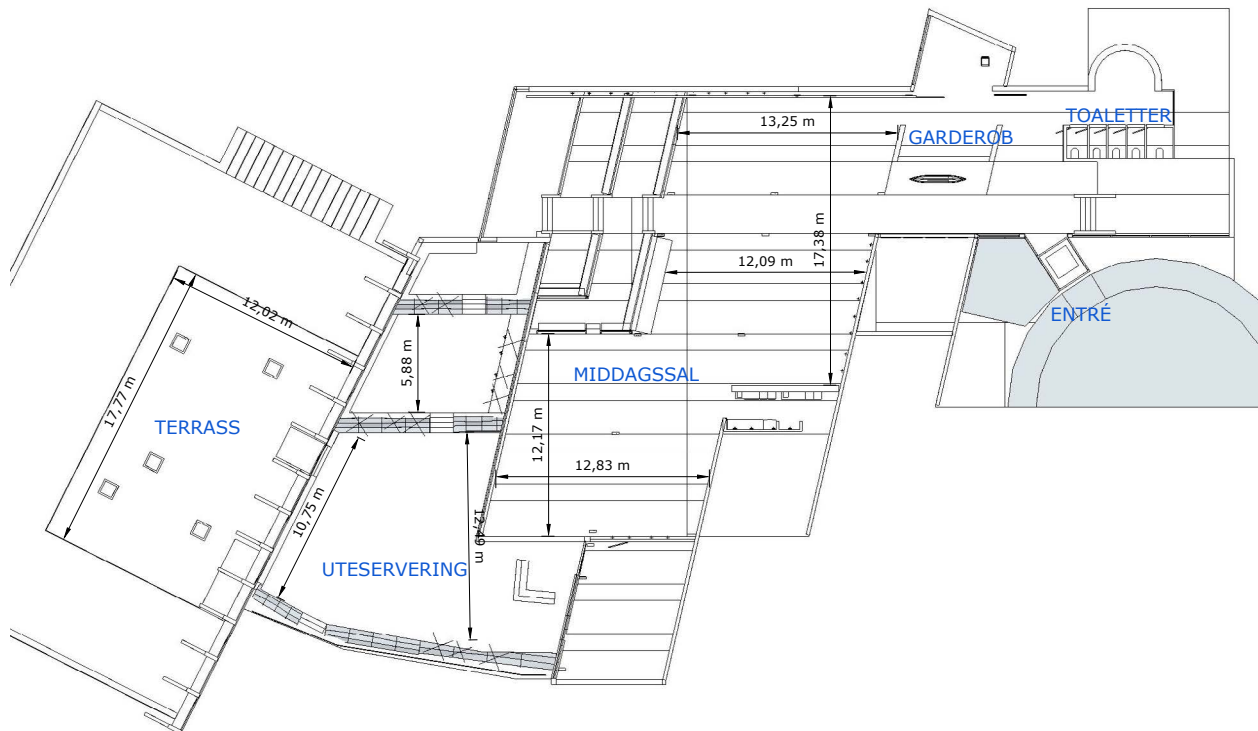 TOALETTER
13,25 m
GARDEROB
17,38 m
12,09 m
12,02 m
ENTRÉ
5,88 m
MIDDAGSSAL
17,77 m
TERRASS
12,17 m
12,83 m
10,75 m
12,49 m
UTESERVERING